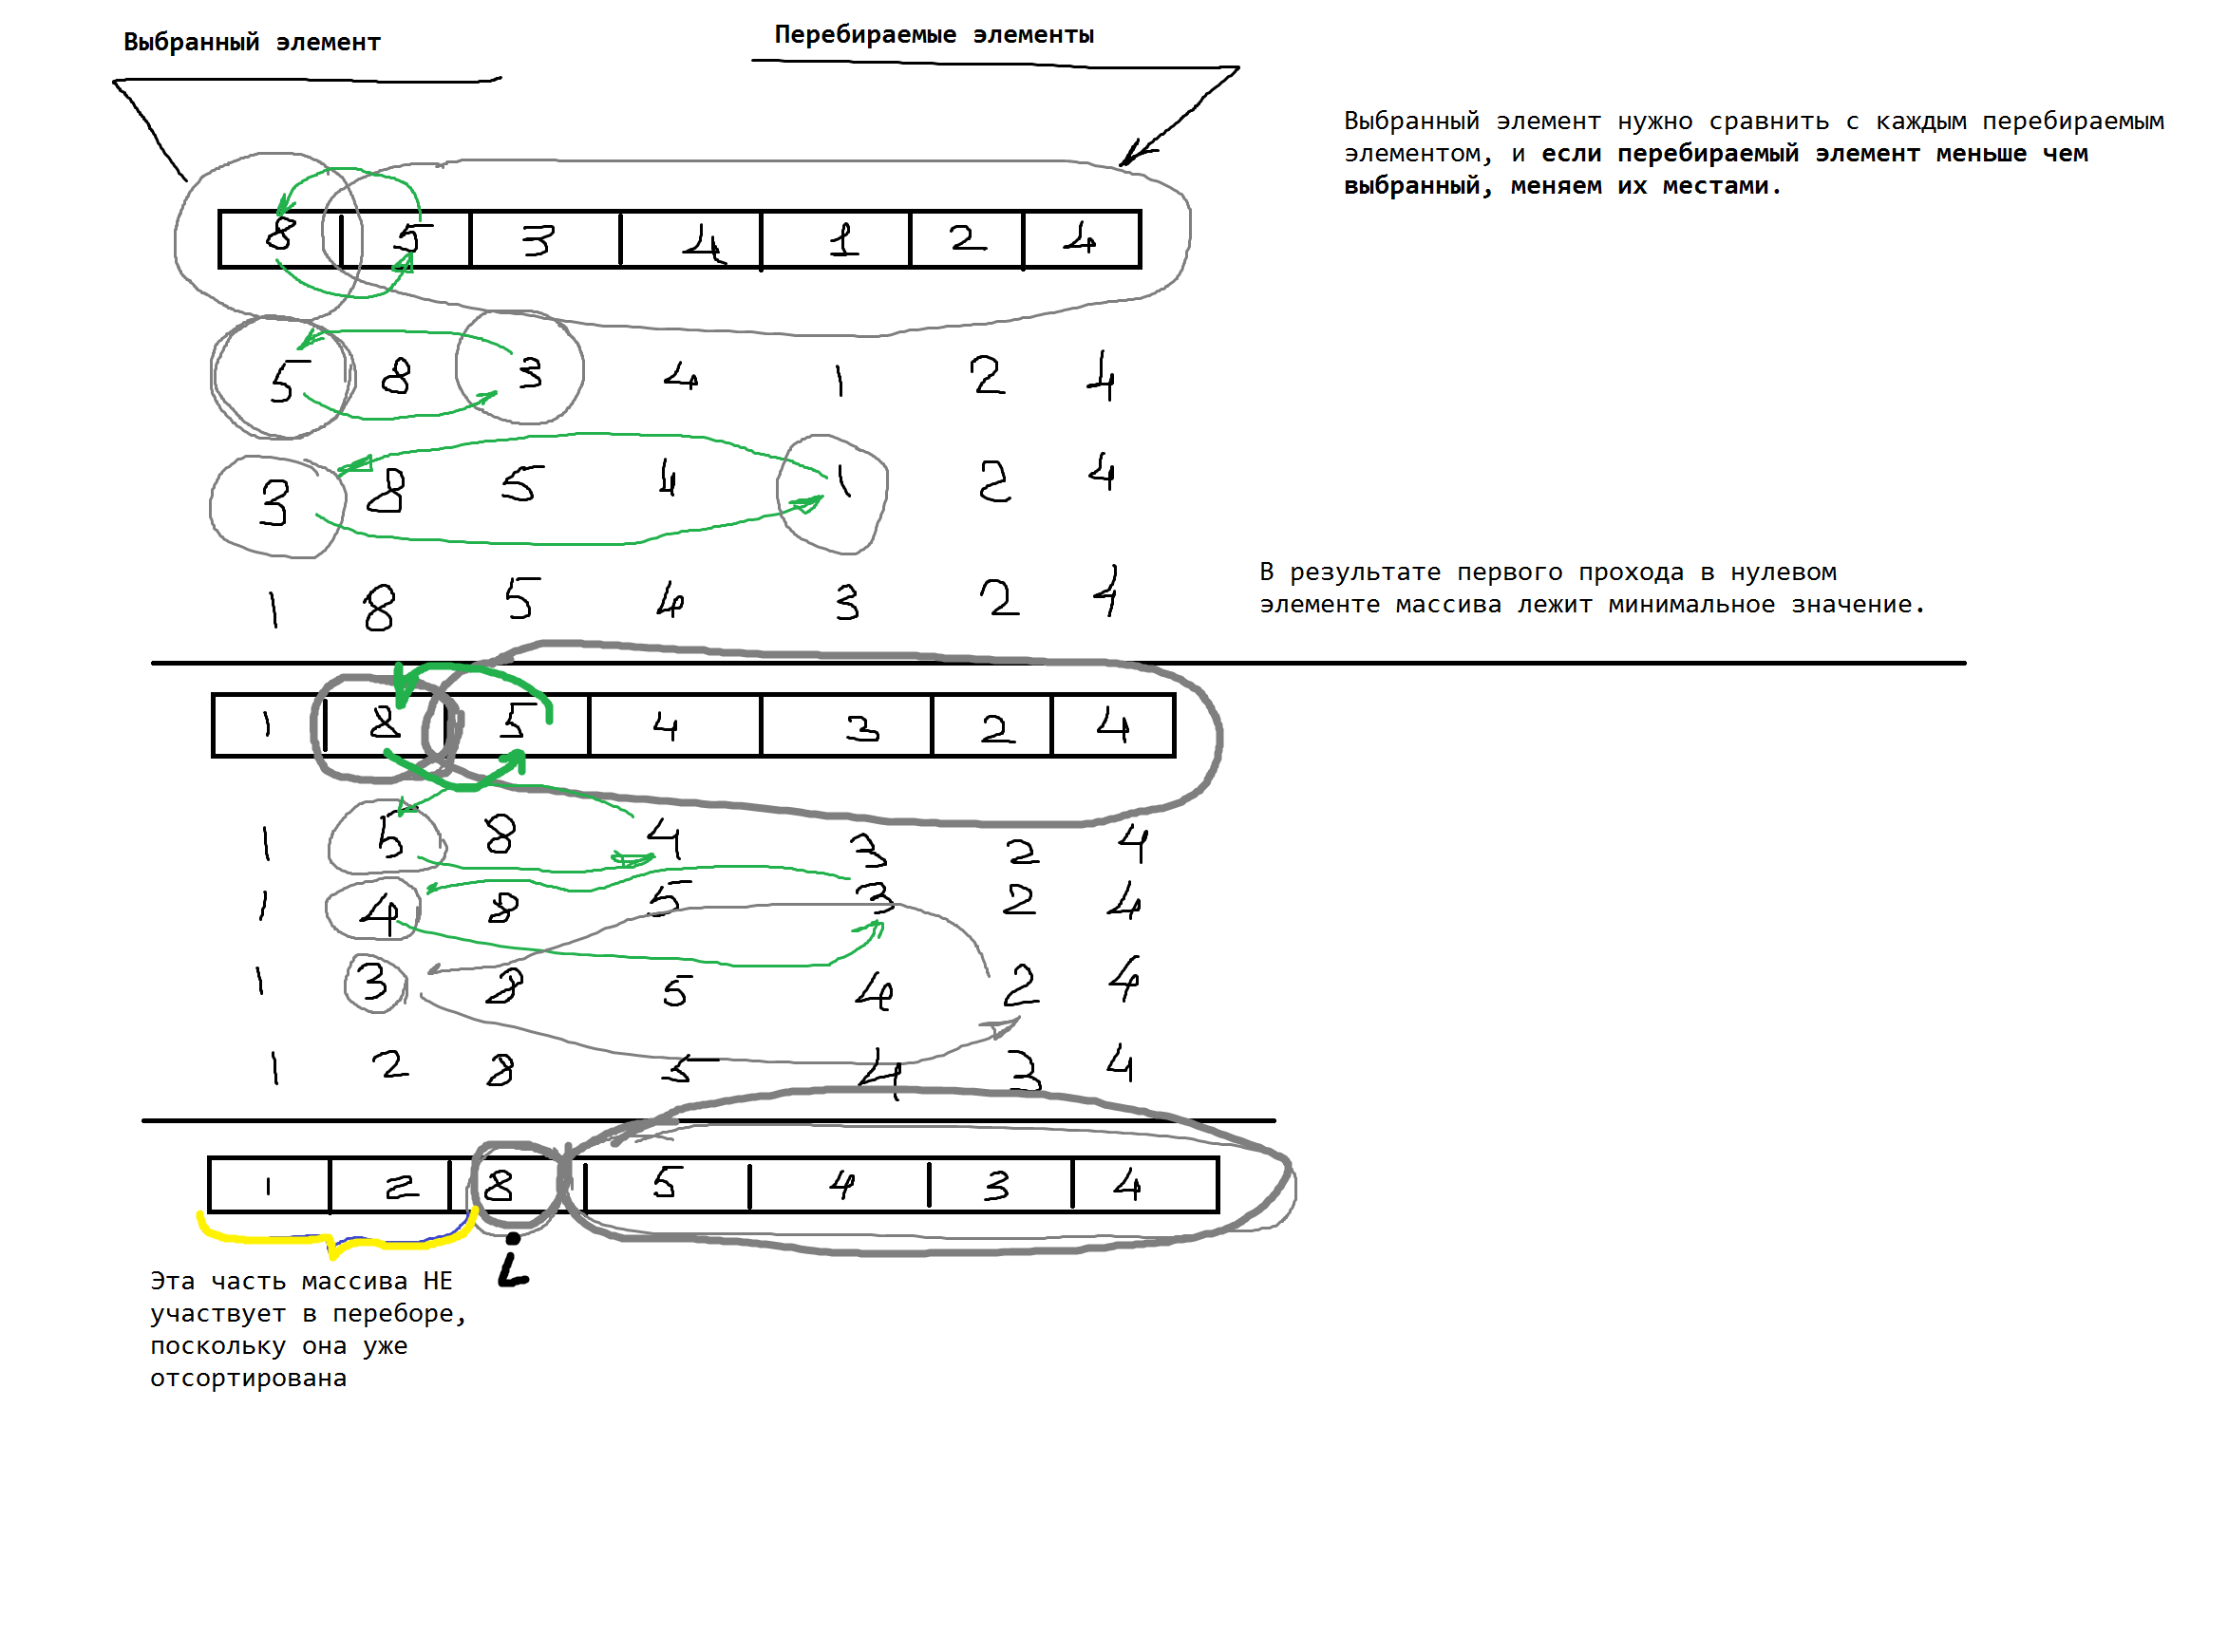 Выбранный элемент
Перебираемые элементы
Выбранный элемент нужно сравнить с каждым перебираемым
элементом, и если перебираемый элемент меньше чем
выбранный, меняем их местами.
8 5 3 4 1 2 4
5 8 3 4 1 2 4
3 8 5 4 1 2 4
В результате первого прохода в нулевом
элементе массива лежит минимальное значение.
1 8 5 4 3 2 4
1 8 5 4 3 2 4
1 5 8 4 3 2 4
1 4 8 5 3 2 4
1 3 8 5 4 2 4
1 2 8 5 4 3 4
1 2 8 5 4 3 4
i
Эта часть массива НЕ
участвует в переборе,
поскольку она уже
отсортирована